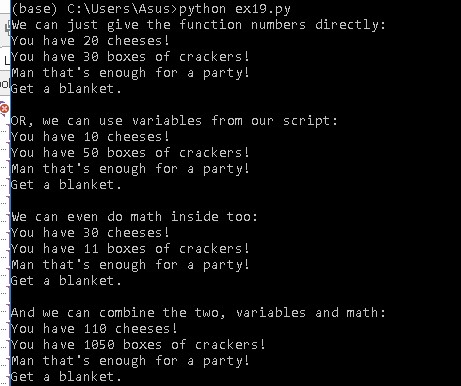 (base) C:\Users\Asus>python ex19.py
We can just give the function numbers directly:
You have 20 cheeses!
You have 30 boxes of crackers!
Man that's enough for a party!
Get a blanket.
OR, we can use variables from our script:
You have 10 cheeses!
You have 50 boxes of crackers!
Man that's enough for a party!
Get a blanket.
We can even do math inside too:
You have 30 cheeses!
You have 11 boxes of crackers!
Man that's enough for a party!
Get a blanket.
And we can combine the two, variables and math:
You have 110 cheeses!
You have 1050 boxes of crackers!
Man that's enough for a party!
Get a blanket.